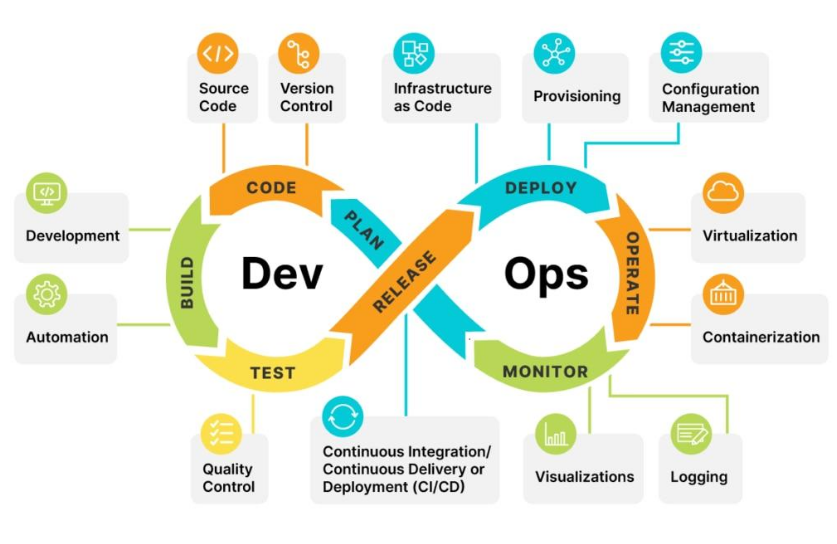 Source
Code
Version
Control
Infrastructure
as Code
Provisioning
Configuration
Management
CODE
DEPLOY
PLAN
Development
Virtualization
BUILD
Dev
RELEASE
Ops
OPERATE
Automation
Containerization
TEST
MONITOR
Quality
Control
Continuous Integration/
Continuous Delivery or
Deployment (CI/CD)
Visualizations
Logging